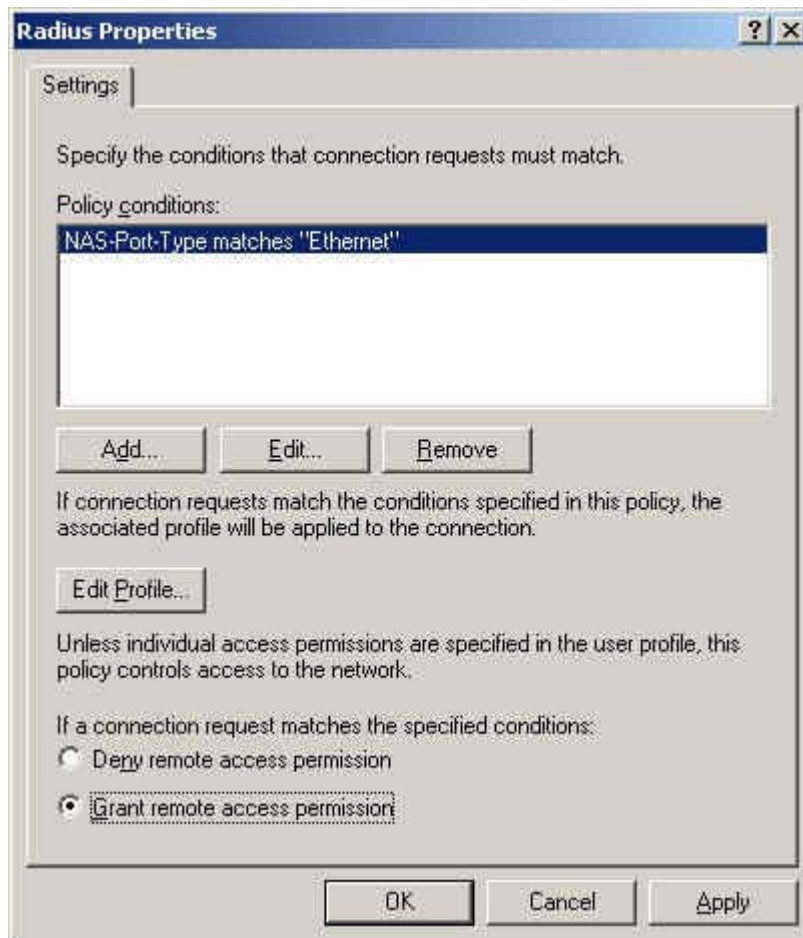 Radius Properties
Settings
Specify the conditions that connection requests must match.
Policy conditions:
NAS-Port-Type matches "Ethernet"
Add... Edit... Remove
If connection requests match the conditions specified in this policy, the
associated profile will be applied to the connection.
Edit Profile...
Unless individual access permissions are specified in the user profile, this
policy controls access to the network.
If a connection request matches the specified conditions:
Deny remote access permission
Grant remote access permission
OK Cancel Apply